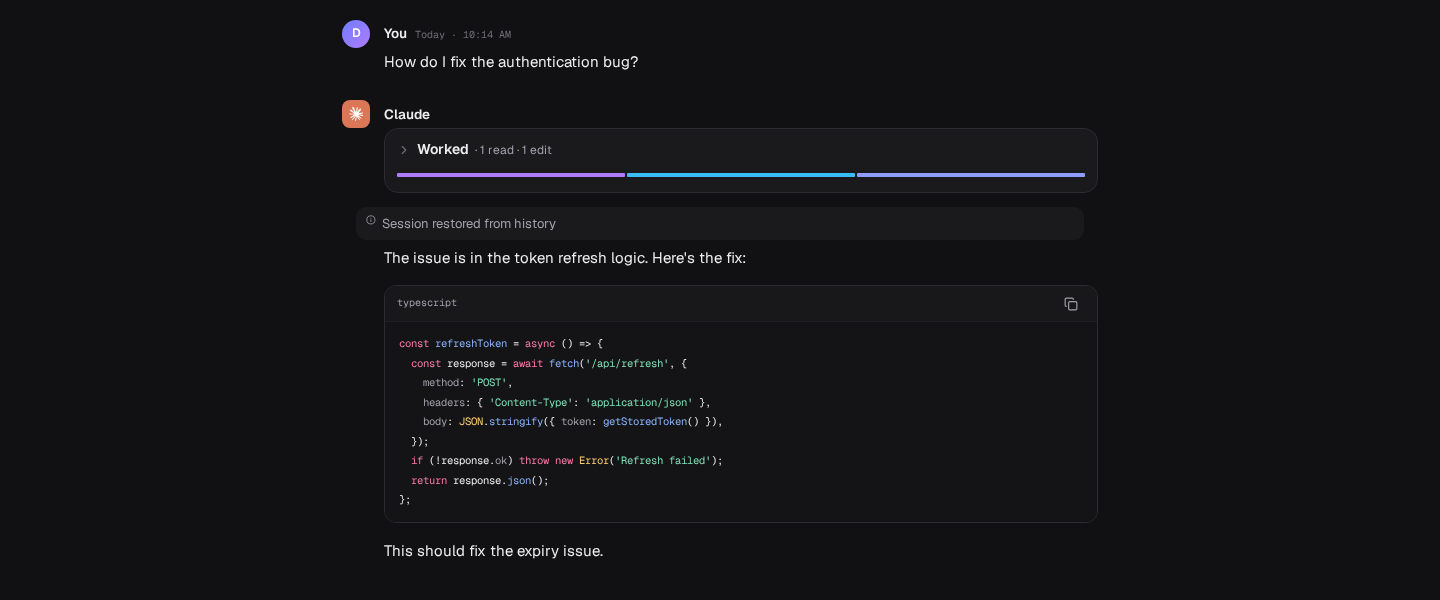 D You Today · 10:14 AM
How do I fix the authentication bug?
Claude
Worked · 1 read · 1 edit
Session restored from history
The issue is in the token refresh logic. Here's the fix:
typescript
const refreshToken = async () => {
  const response = await fetch('/api/refresh', {
    method: 'POST',
    headers: { 'Content-Type': 'application/json' },
    body: JSON.stringify({ token: getStoredToken() }),
  });
  if (!response.ok) throw new Error('Refresh failed');
  return response.json();
};
This should fix the expiry issue.